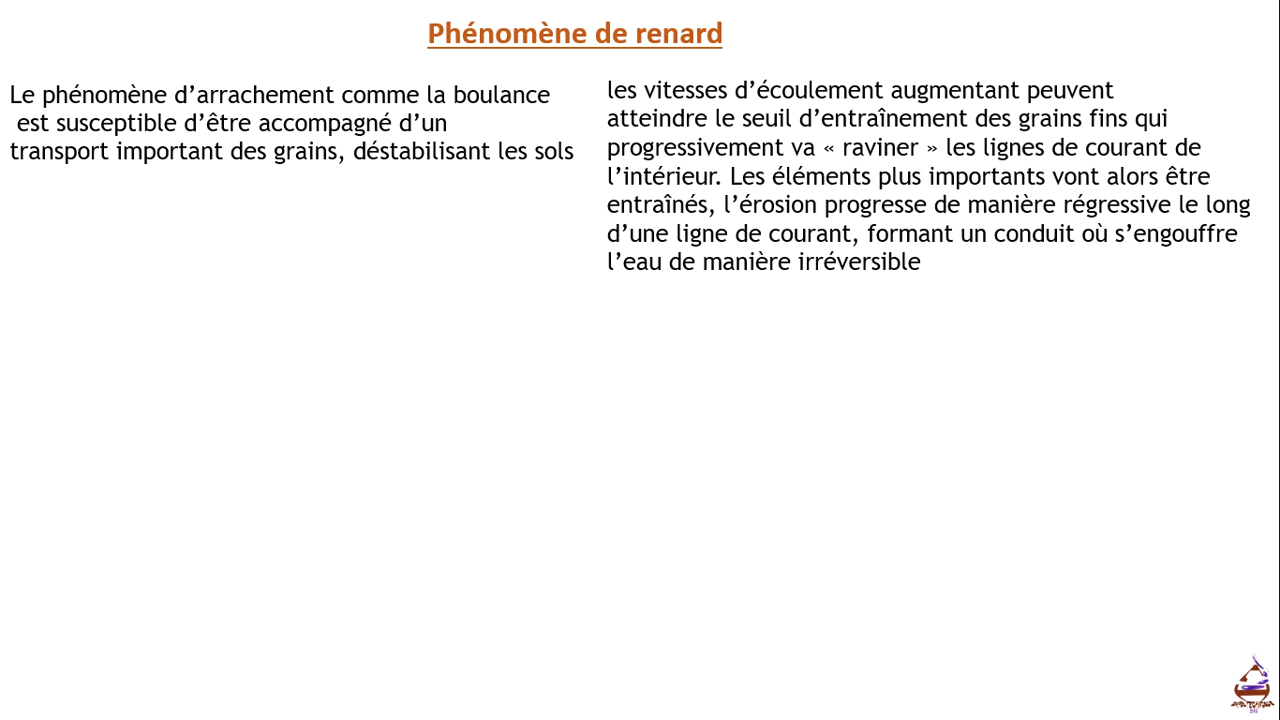 Phénomène de renard
Le phénomène d’arrachement comme la boulance
est susceptible d’être accompagné d’un
transport important des grains, déstabilisant les sols
les vitesses d’écoulement augmentant peuvent
atteindre le seuil d’entraînement des grains fins qui
progressivement va « raviner » les lignes de courant de
l’intérieur. Les éléments plus importants vont alors être
entraînés, l’érosion progresse de manière régressive le long
d’une ligne de courant, formant un conduit où s’engouffre
l’eau de manière irréversible